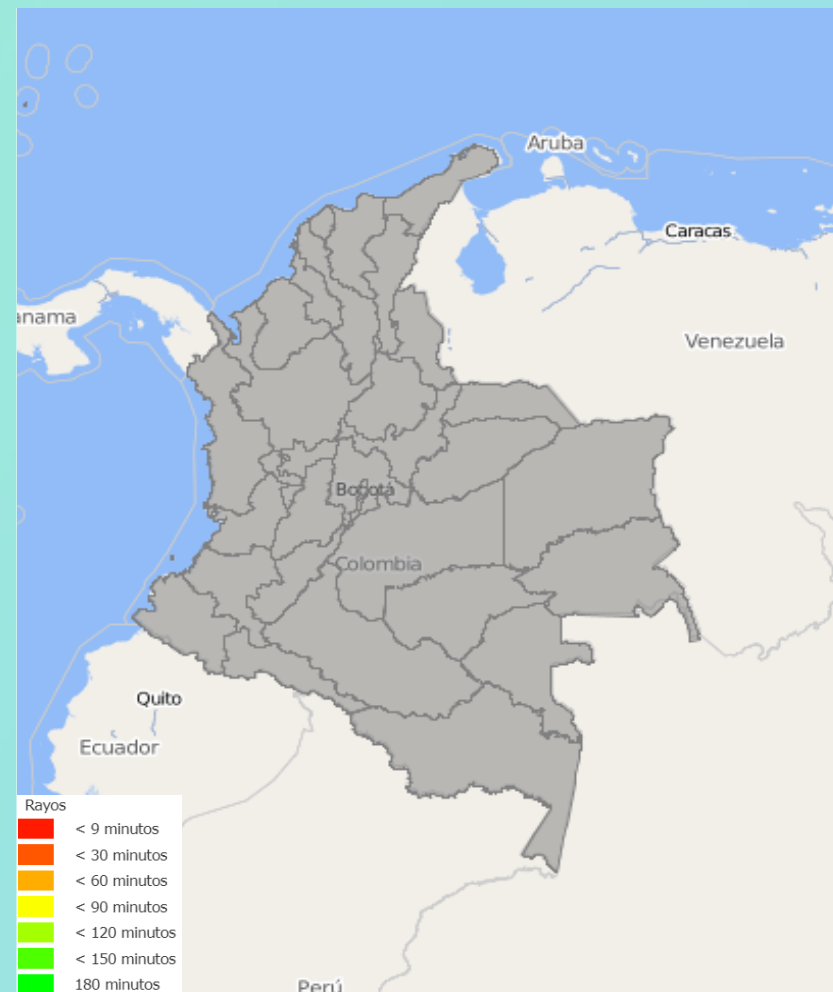 Aruba
Caracas
anama
Venezuela
Bogotá
Colombia
Quito
Ecuador
Rayos
< 9 minutos
< 30 minutos
< 60 minutos
< 90 minutos
< 120 minutos
< 150 minutos
180 minutos
Perú